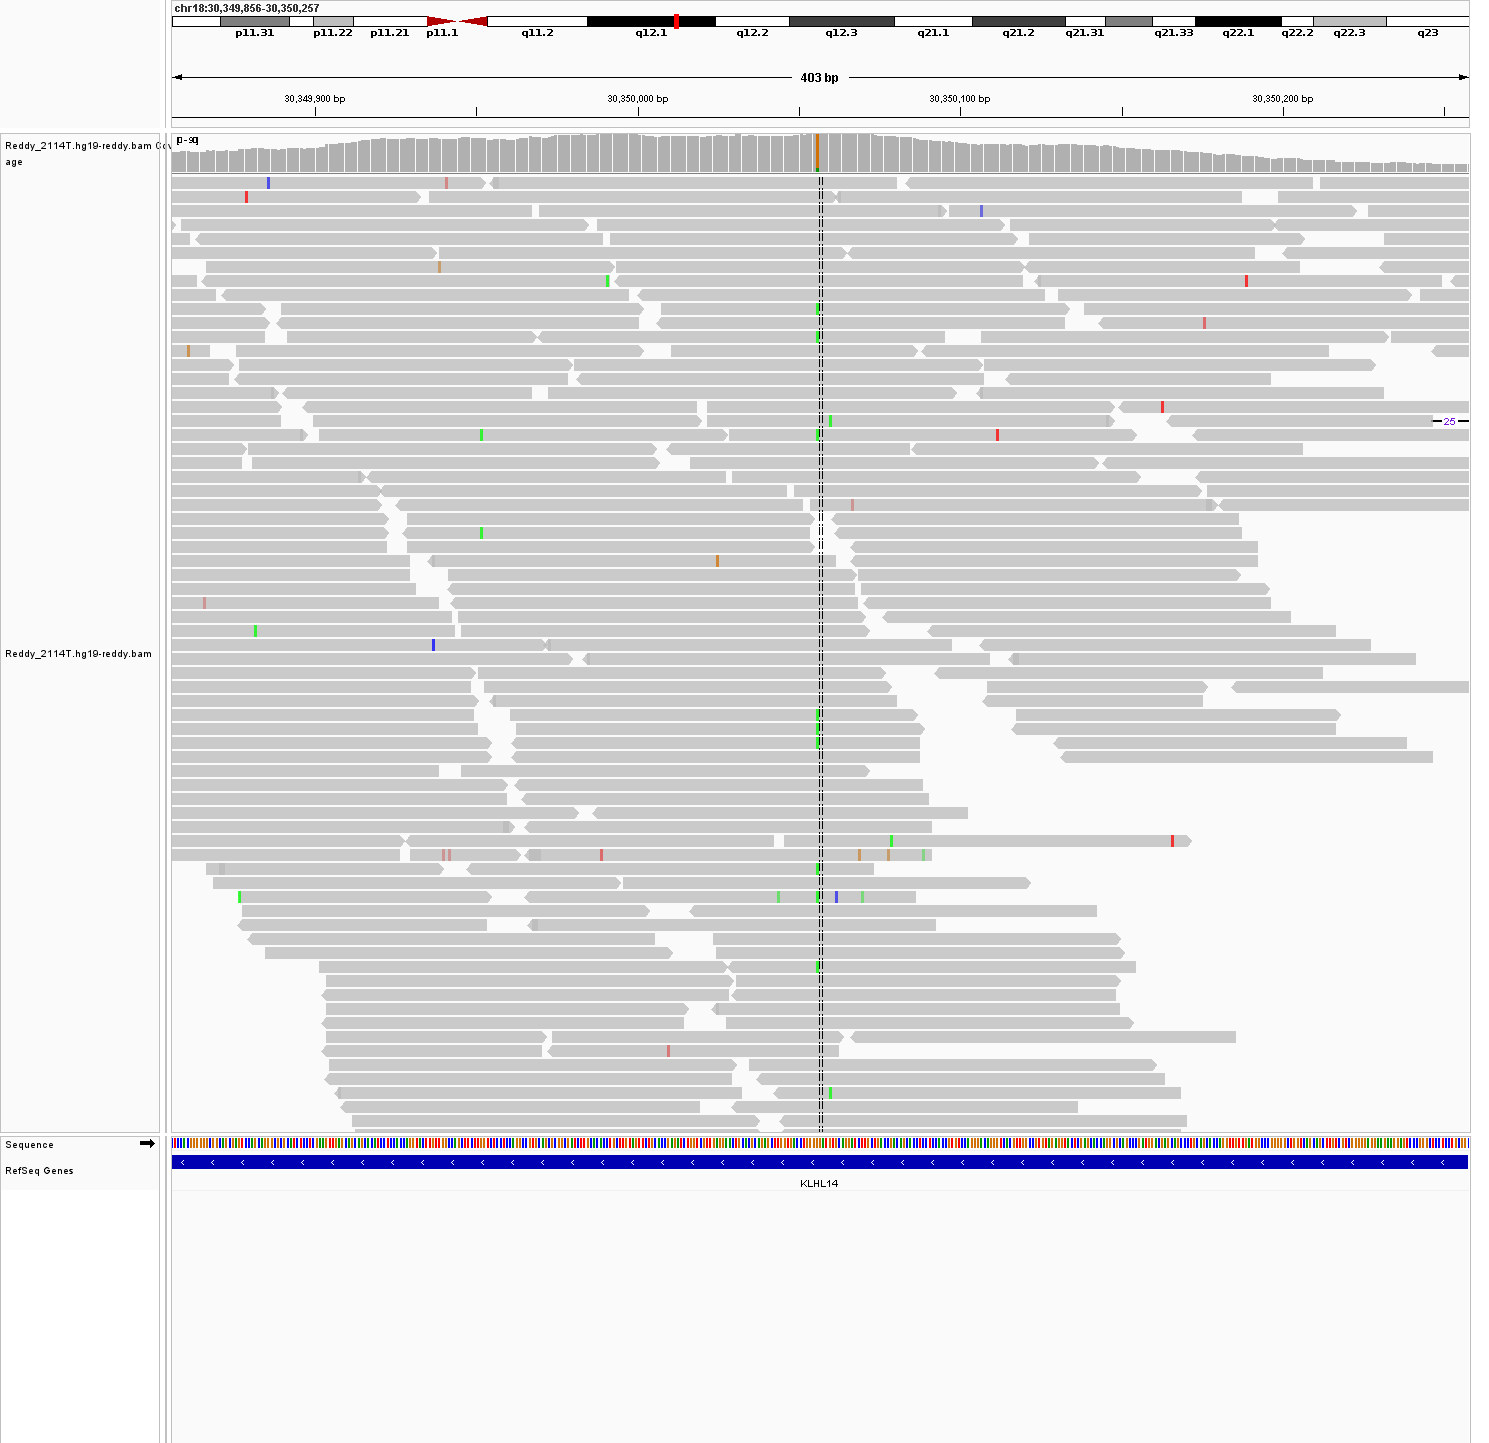 chr18:30,349,856-30,350,257
p11.31 p11.22 p11.21 p11.1 q11.2 q12.1 q12.2 q12.3 q21.1 q21.2 q21.31 q21.33 q22.1 q22.2 q22.3 q23
403 bp
30,349,900 bp 30,350,000 bp 30,350,100 bp 30,350,200 bp
Reddy_2114T.hg19-reddy.bam Cov
age
25
Reddy_2114T.hg19-reddy.bam
Sequence
RefSeq Genes
KLHL14